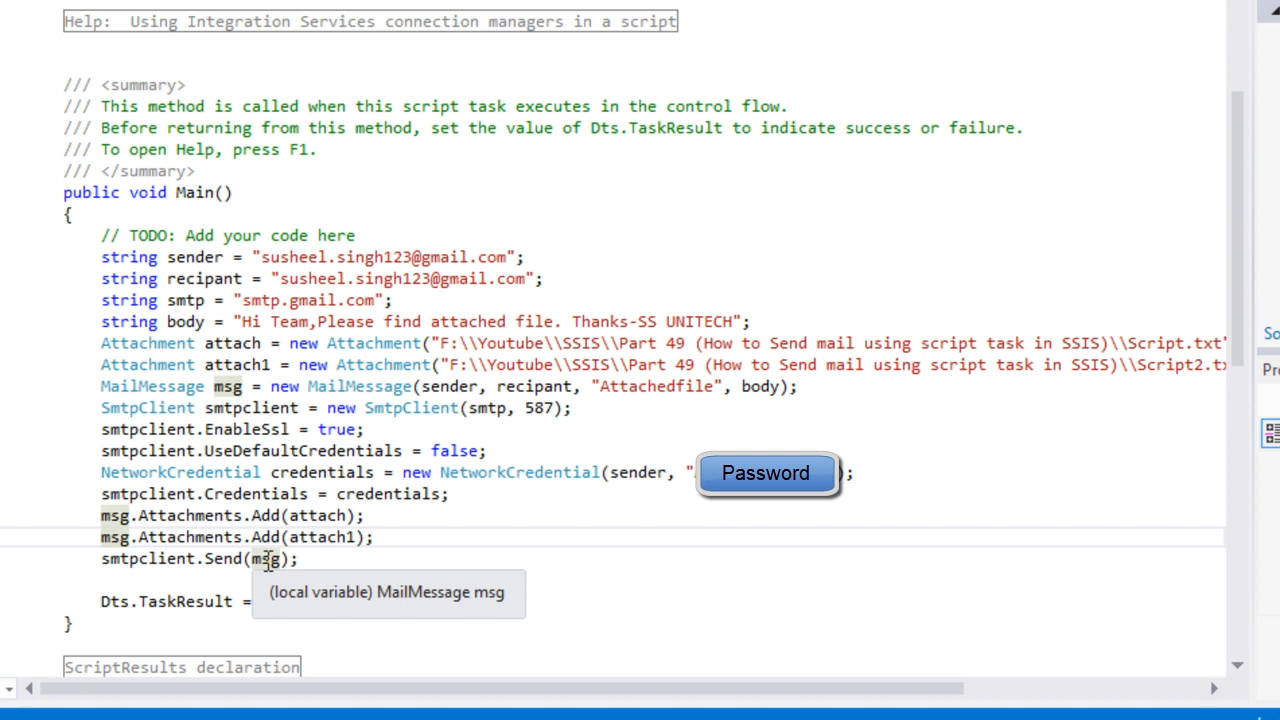 Help:  Using Integration Services connection managers in a script
/// <summary>
/// This method is called when this script task executes in the control flow.
/// Before returning from this method, set the value of Dts.TaskResult to indicate success or failure.
/// To open Help, press F1.
/// </summary>
public void Main()
{
// TODO: Add your code here
string sender = "susheel.singh123@gmail.com";
string recipant = "susheel.singh123@gmail.com";
string smtp = "smtp.gmail.com";
string body = "Hi Team,Please find attached file. Thanks-SS UNITECH";
Attachment attach = new Attachment("F:\\Youtube\\SSIS\\Part 49 (How to Send mail using script task in SSIS)\\Script.txt"
Attachment attach1 = new Attachment("F:\\Youtube\\SSIS\\Part 49 (How to Send mail using script task in SSIS)\\Script2.tx
MailMessage msg = new MailMessage(sender, recipant, "Attachedfile", body);
SmtpClient smtpclient = new SmtpClient(smtp, 587);
smtpclient.EnableSsl = true;
smtpclient.UseDefaultCredentials = false;
NetworkCredential credentials = new NetworkCredential(sender, " Password );
smtpclient.Credentials = credentials;
msg.Attachments.Add(attach);
msg.Attachments.Add(attach1);
smtpclient.Send(msg);
(local variable) MailMessage msg
Dts.TaskResult =
}
ScriptResults declaration
So
Pr